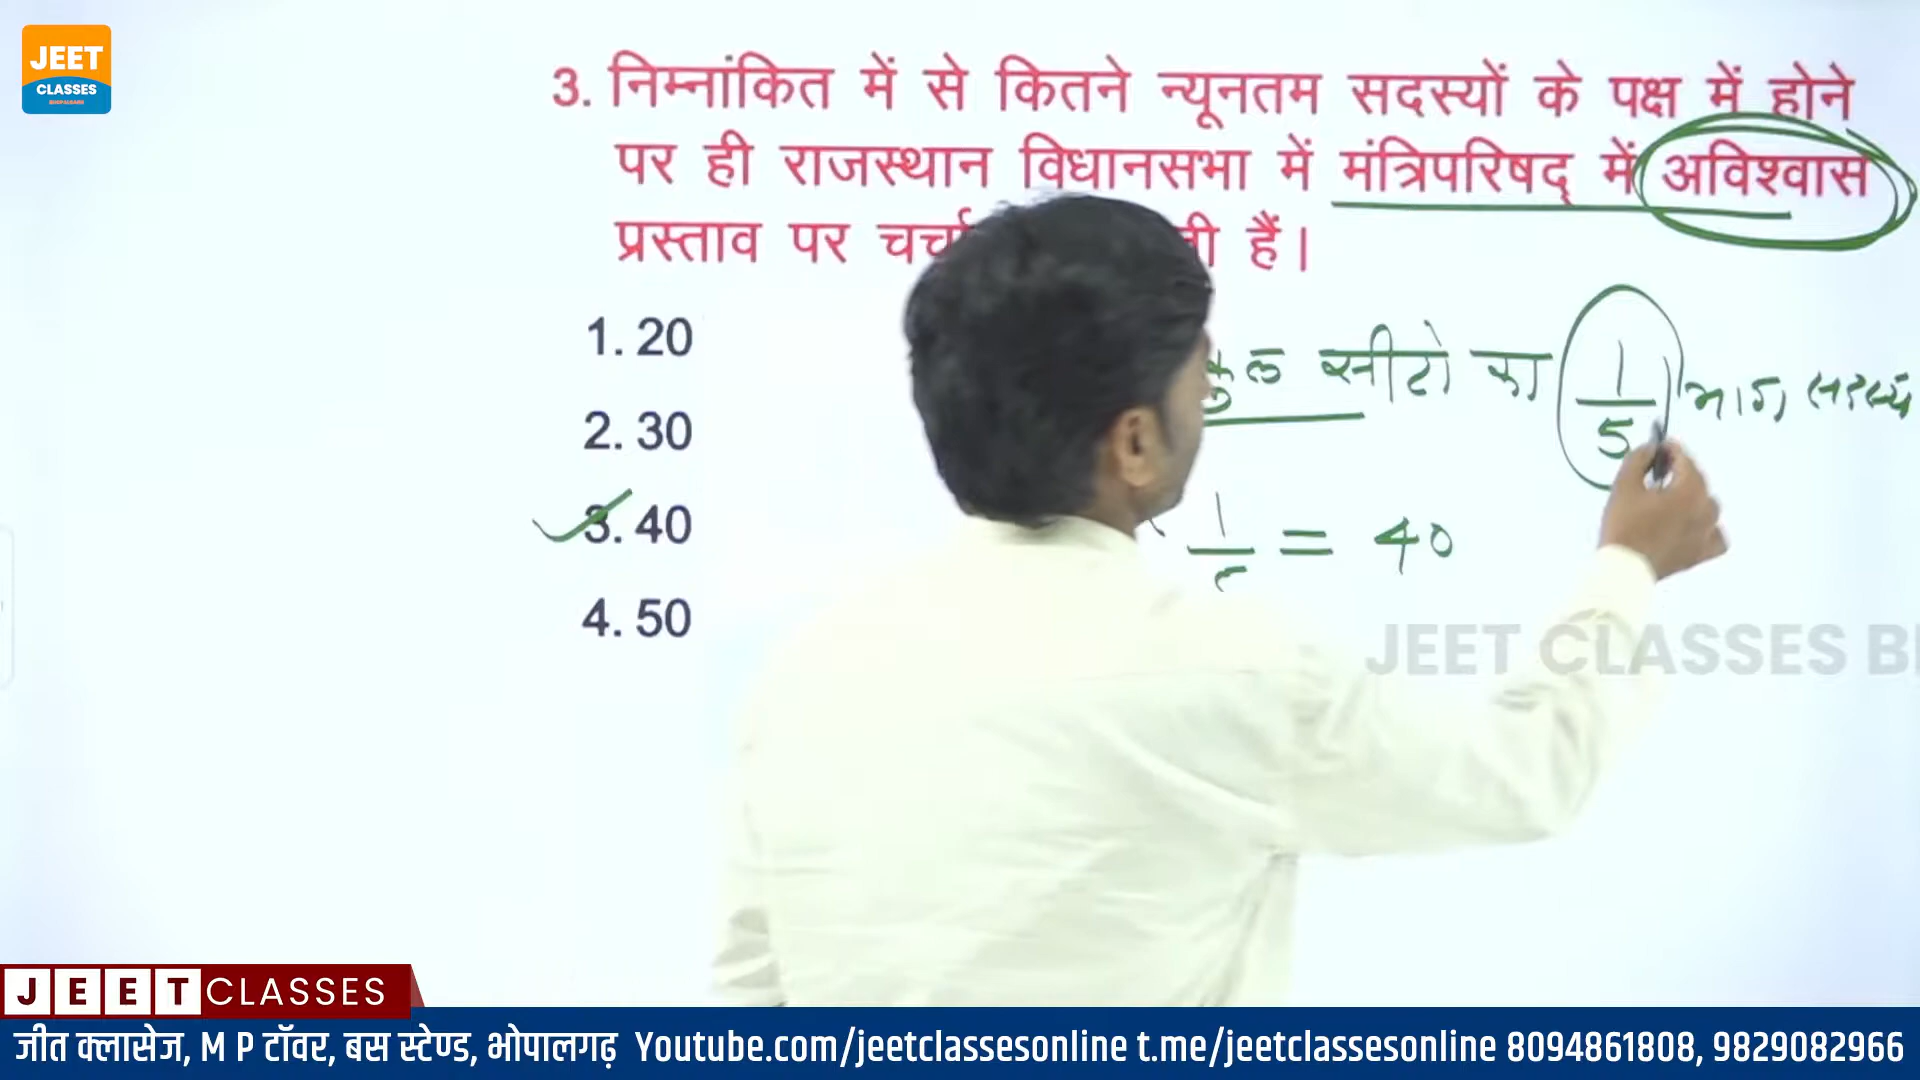 JEET
CLASSES
3. निम्नांकित में से कितने न्यूनतम सदस्यों के पक्ष में होने
पर ही राजस्थान विधानसभा में मंत्रिपरिषद् में अविश्वास
प्रस्ताव पर चर्चा हैं।
1. 20
2. 30
3. 40
4. 50
कुल सीटो का 1/5
1 = 40
JEET CLASSES
JEET CLASSES
जीत क्लासेज, M P टॉवर, बस स्टेण्ड, भोपालगढ़ Youtube.com/jeetclassesonline t.me/jeetclassesonline 8094861808, 9829082966